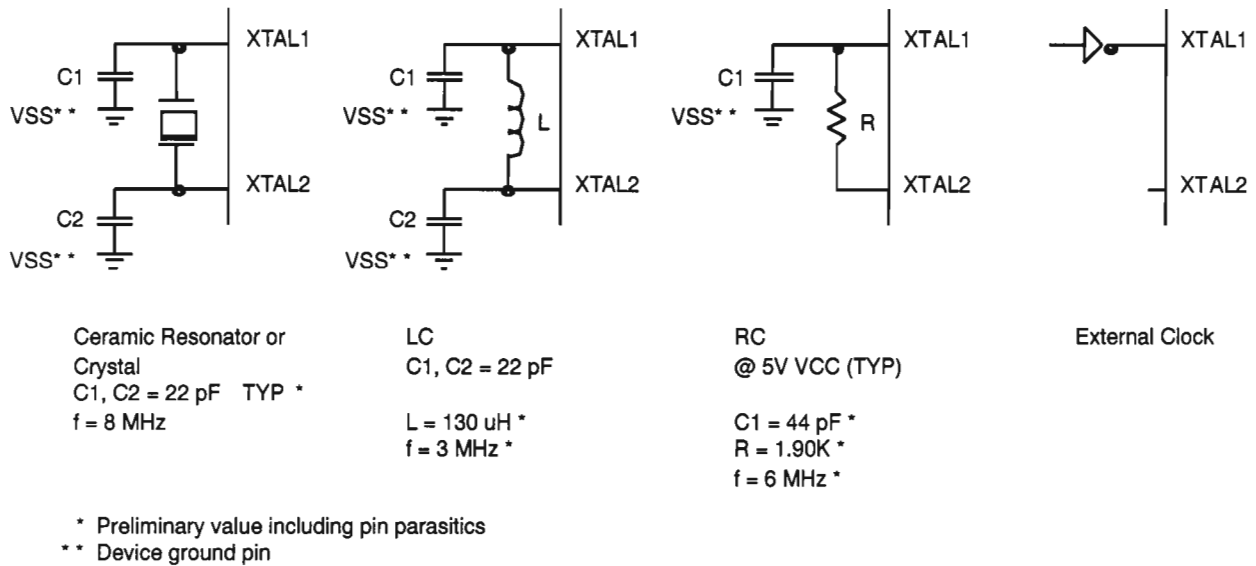 XTAL1
C1
VSS* *
XTAL2
C2
VSS* *
XTAL1
C1
VSS* *
L
XTAL2
C2
VSS* *
XTAL1
C1
VSS* *
R
XTAL2
XTAL1
XTAL2
Ceramic Resonator or
Crystal
C1, C2 = 22 pF TYP *
f = 8 MHz
LC
C1, C2 = 22 pF
L = 130 uH *
f = 3 MHz *
RC
@ 5V VCC (TYP)
C1 = 44 pF *
R = 1.90K *
f = 6 MHz *
External Clock
* Preliminary value including pin parasitics
* * Device ground pin